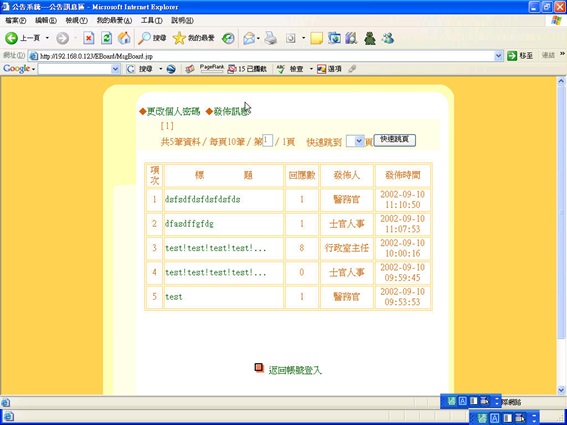 公告系統---公告訊息區 - Microsoft Internet Explorer
檔案(F) 編輯(E) 檢視(V) 我的最愛(A) 工具(T) 說明(H)
上一頁 搜尋 我的最愛
網址(D) http://192.168.0.123/EBoard/MsgBoard.jsp 移至 連結 »
Google 搜尋 PageRank 15 已攔截 檢查 選項
◆更改個人密碼 ◆發佈訊息
[1]
共5筆資料 / 每頁10筆 / 第 1 / 1頁 快速跳到 頁 快速跳頁
項次 標 題 回應數 發佈人 發佈時間
1 dsfsdfdsfdsfdsfds 1 醫務官 2002-09-10 11:10:50
2 dfasdffgfdg 1 士官人事 2002-09-10 11:07:53
3 test!test!test!test!... 8 行政室主任 2002-09-10 10:00:16
4 test!test!test!test!... 0 士官人事 2002-09-10 09:59:45
5 test 1 醫務官 2002-09-10 09:53:53
返回帳號登入